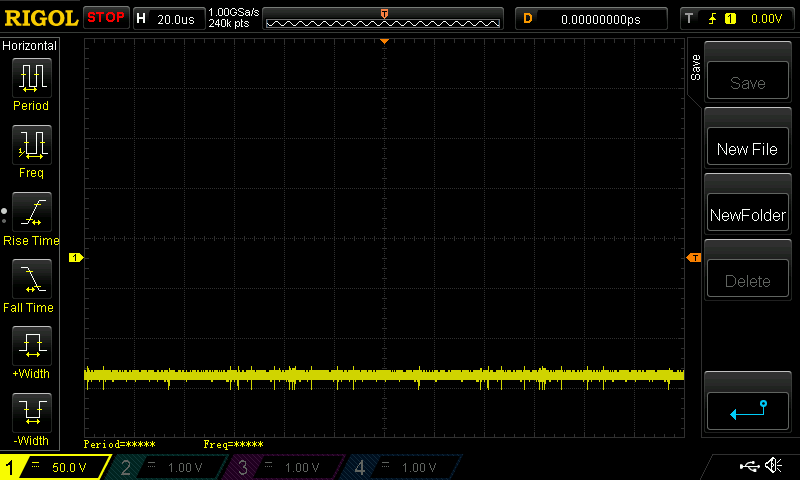 RIGOL STOP H 20.0us 1.00GSa/s 240k pts T D 0.00000000ps T 1 0.00V
Horizontal
Period
Freq
Rise Time
Fall Time
+Width
-Width
1
T
Save
Save
New File
NewFolder
Delete
Period=***** Freq=*****
1 = 50.0 V 2 = 1.00 V 3 = 1.00 V 4 = 1.00 V